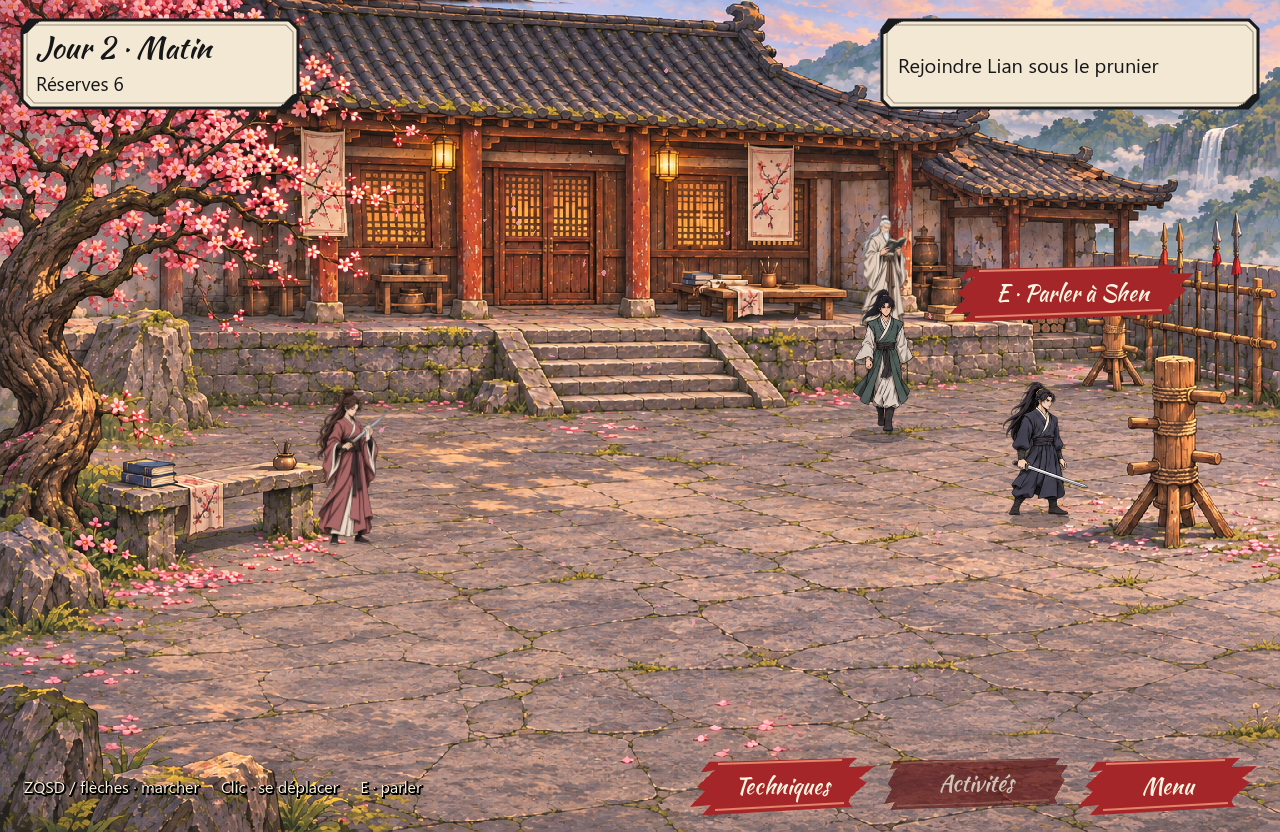 Jour 2 · Matin
Réserves 6
Rejoindre Lian sous le prunier
E · Parler à Shen
ZQSD / flèches · marcher Clic · se déplacer E · parler
Techniques
Activités
Menu